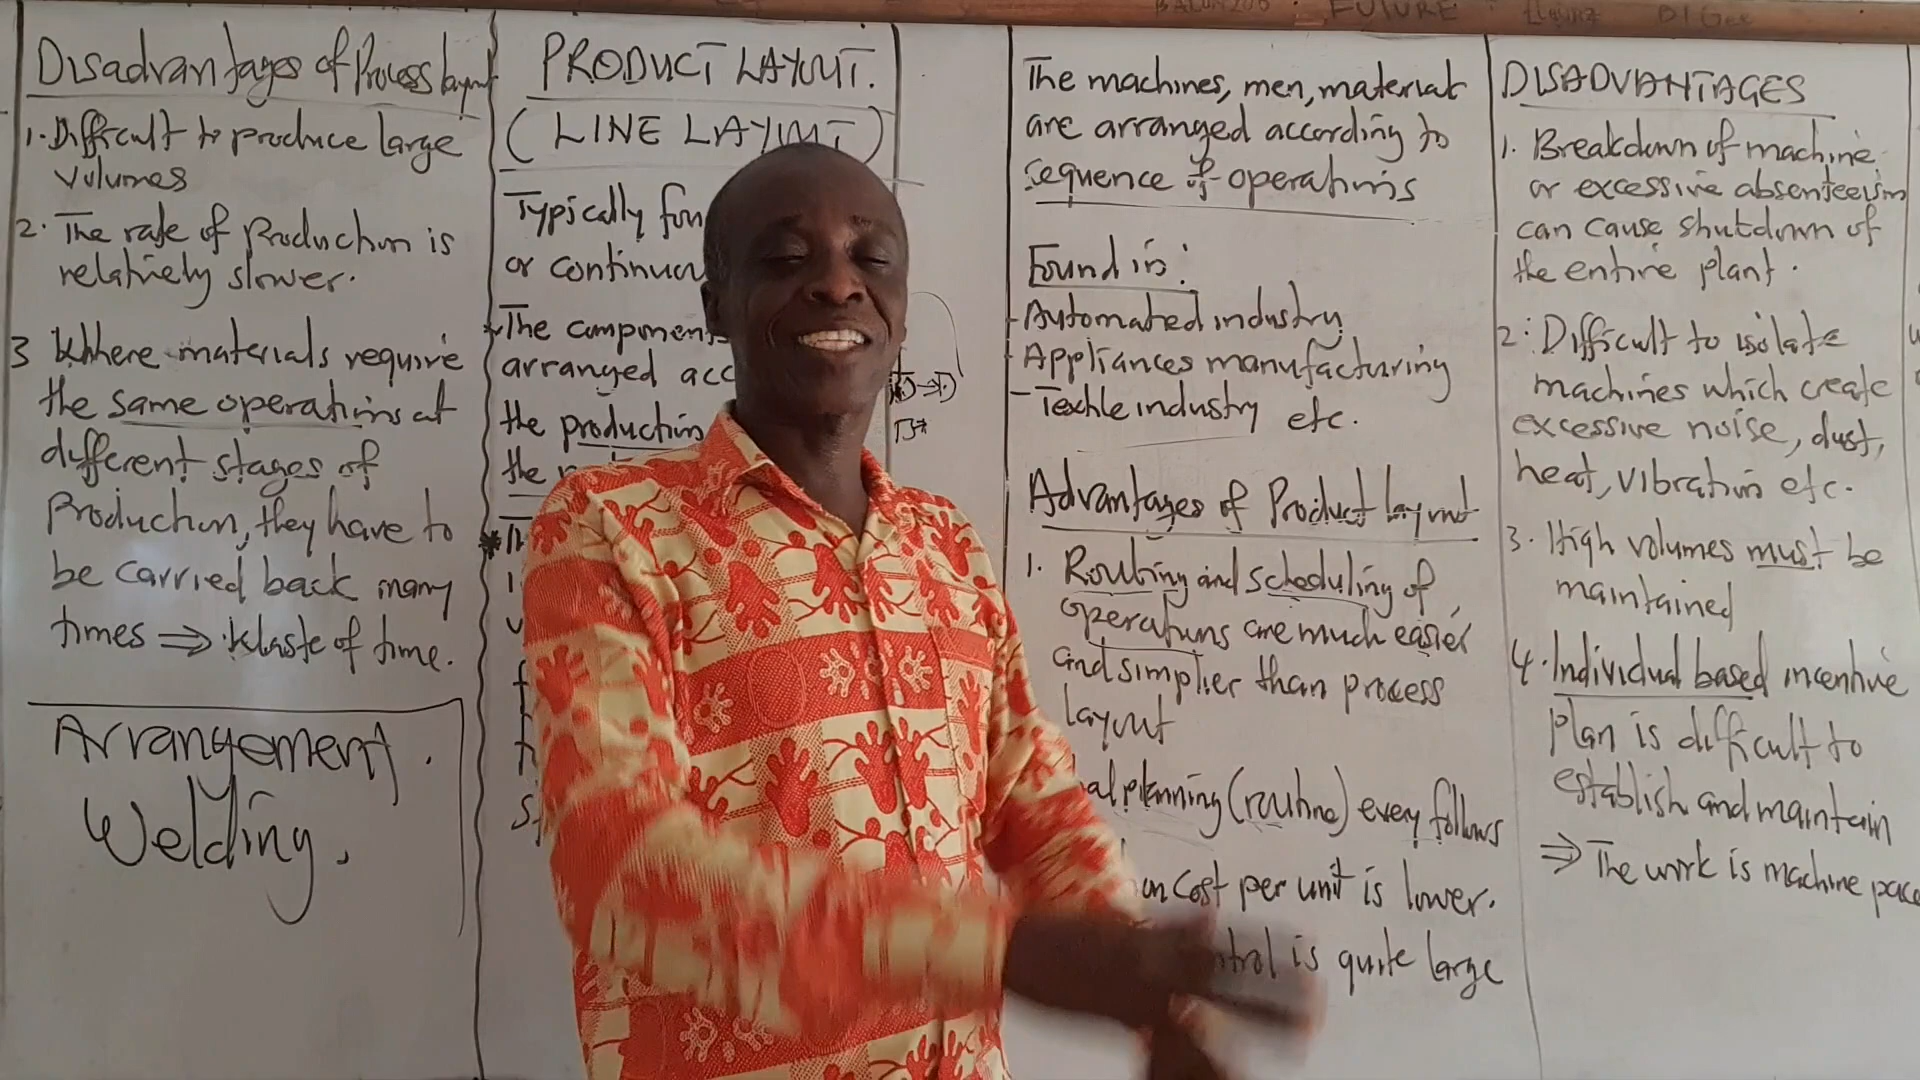 FUTURE
Disadvantages of Process layout
1. Difficult to produce large
volumes
2. The rate of Production is
relatively slower.
3 Where materials require
the same operations at
different stages of
Production, they have to
be carried back many
times ⇒ Waste of time.
Arrangement.
Welding.
PRODUCT LAYOUT.
(LINE LAYOUT)
Typically
or
The
arranged
the production
the
The machines, men, material
are arranged according to
sequence of operations
Found in:
- Automated industry
- Appliances manufacturing
- Textile industry etc.
Advantages of Product layout
1. Routing and scheduling of
operations are much easier
and simplier than process
layout
planning (routine) every follows
cost per unit is lower.
is quite large
DISADVANTAGES
1. Breakdown of machine
or excessive absenteeism
can cause shutdown of
the entire plant.
2: Difficult to isolate
machines which create
excessive noise, dust,
heat, vibration etc.
3. High volumes must be
maintained
4. Individual based incentive
plan is difficult to
establish and maintain
⇒ The work is machine